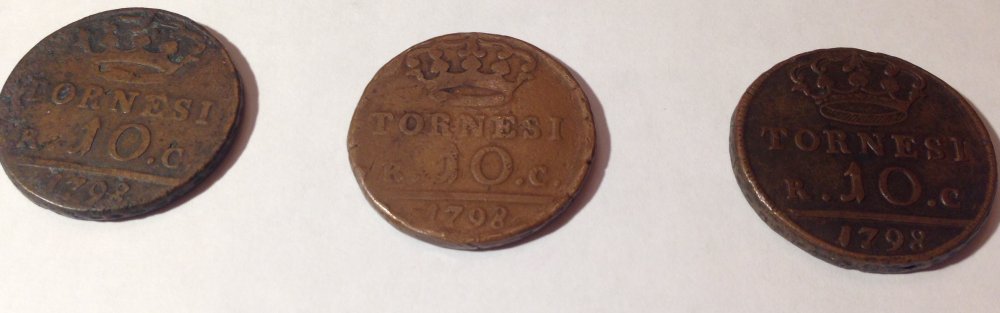 TORNESI
R. 10. C
1798
TORNESI
R. 10. C.
1798
TORNESI
R. 10. C
1798